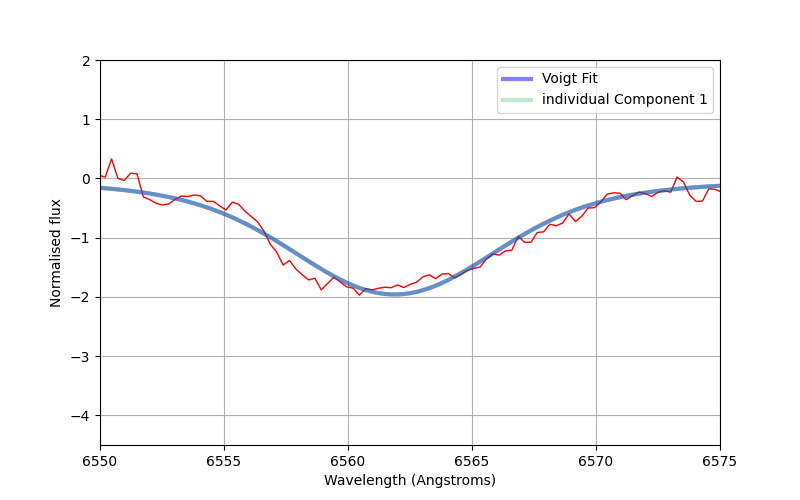 2
1
0
−1
−2
−3
−4
6550 6555 6560 6565 6570 6575
Wavelength (Angstroms)
Normalised flux
Voigt Fit
individual Component 1